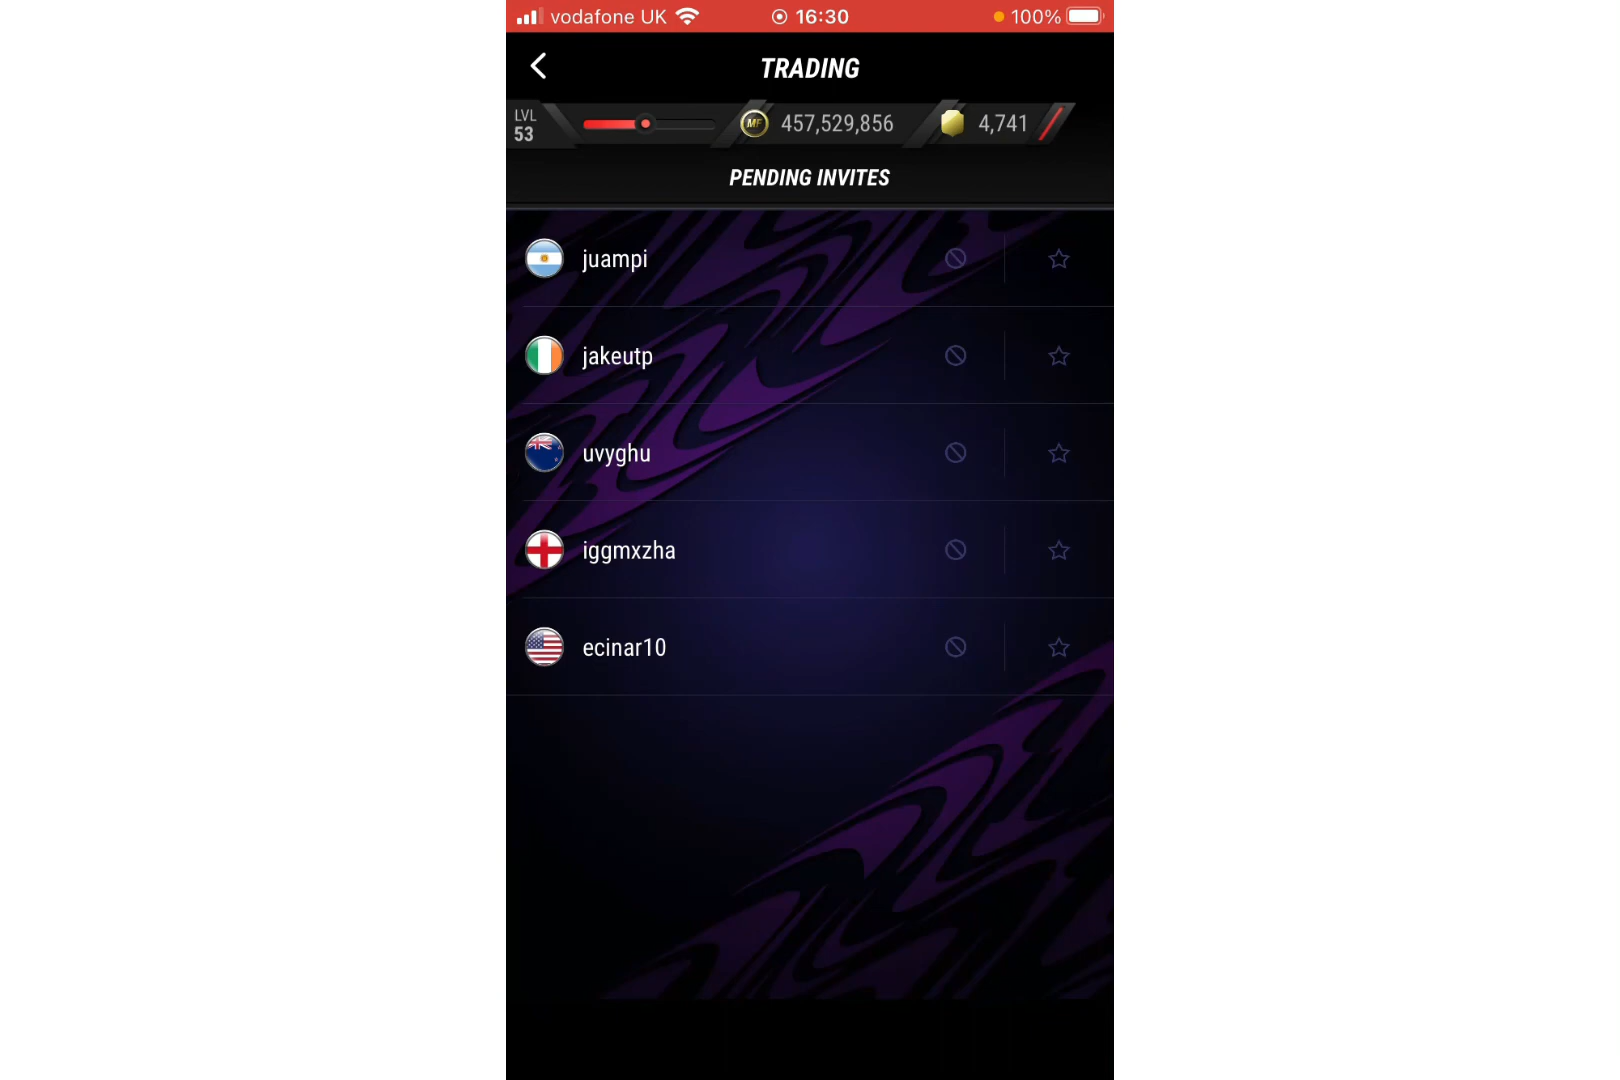 vodafone UK 16:30 100%
TRADING
LVL
53 MF 457,529,856 4,741
PENDING INVITES
juampi
jakeutp
uvyghu
iggmxzha
ecinar10